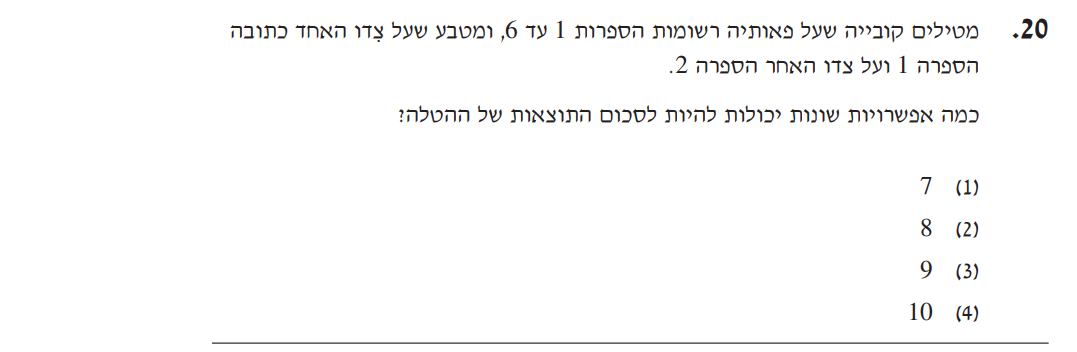 20. מטילים קובייה שעל פאותיה רשומות הספרות 1 עד 6, ומטבע שעל צִדו האחד כתובה
הספרה 1 ועל צדו האחר הספרה 2.
כמה אפשרויות שונות יכולות להיות לסכום התוצאות של ההטלה?
(1) 7
(2) 8
(3) 9
(4) 10